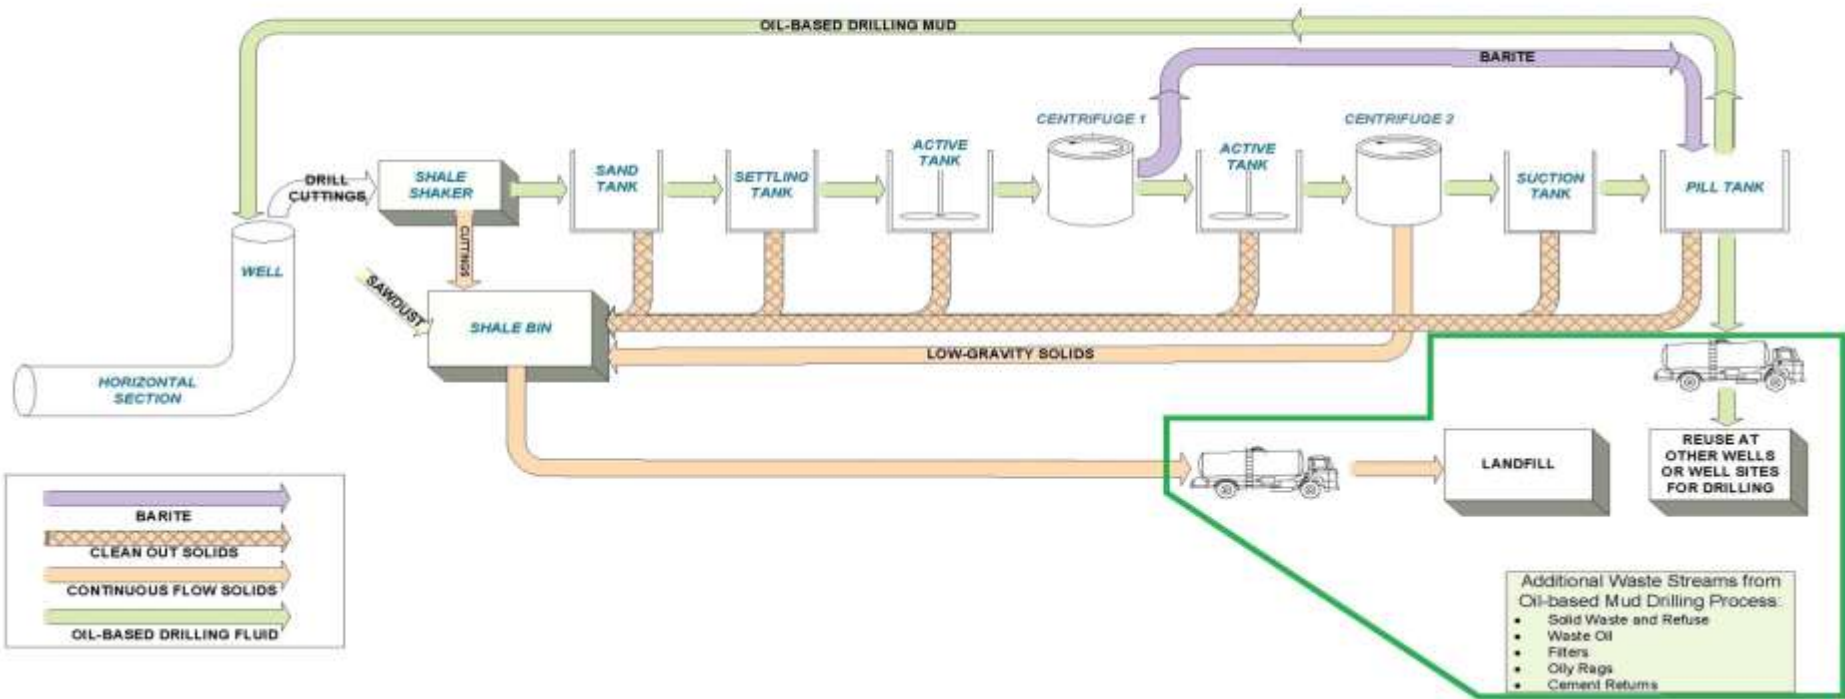 OIL-BASED DRILLING MUD
BARITE
CENTRIFUGE 1
CENTRIFUGE 2
DRILL
CUTTINGS
SHALE
SHAKER
SAND
TANK
SETTLING
TANK
ACTIVE
TANK
ACTIVE
TANK
SUCTION
TANK
PILL TANK
CUTTINGS
WELL
SAWDUST
SHALE BIN
LOW-GRAVITY SOLIDS
HORIZONTAL
SECTION
LANDFILL
REUSE AT
OTHER WELLS
OR WELL SITES
FOR DRILLING
BARITE
CLEAN OUT SOLIDS
CONTINUOUS FLOW SOLIDS
OIL-BASED DRILLING FLUID
Additional Waste Streams from
Oil-based Mud Drilling Process:
• Solid Waste and Refuse
• Waste Oil
• Filters
• Oily Rags
• Cement Returns